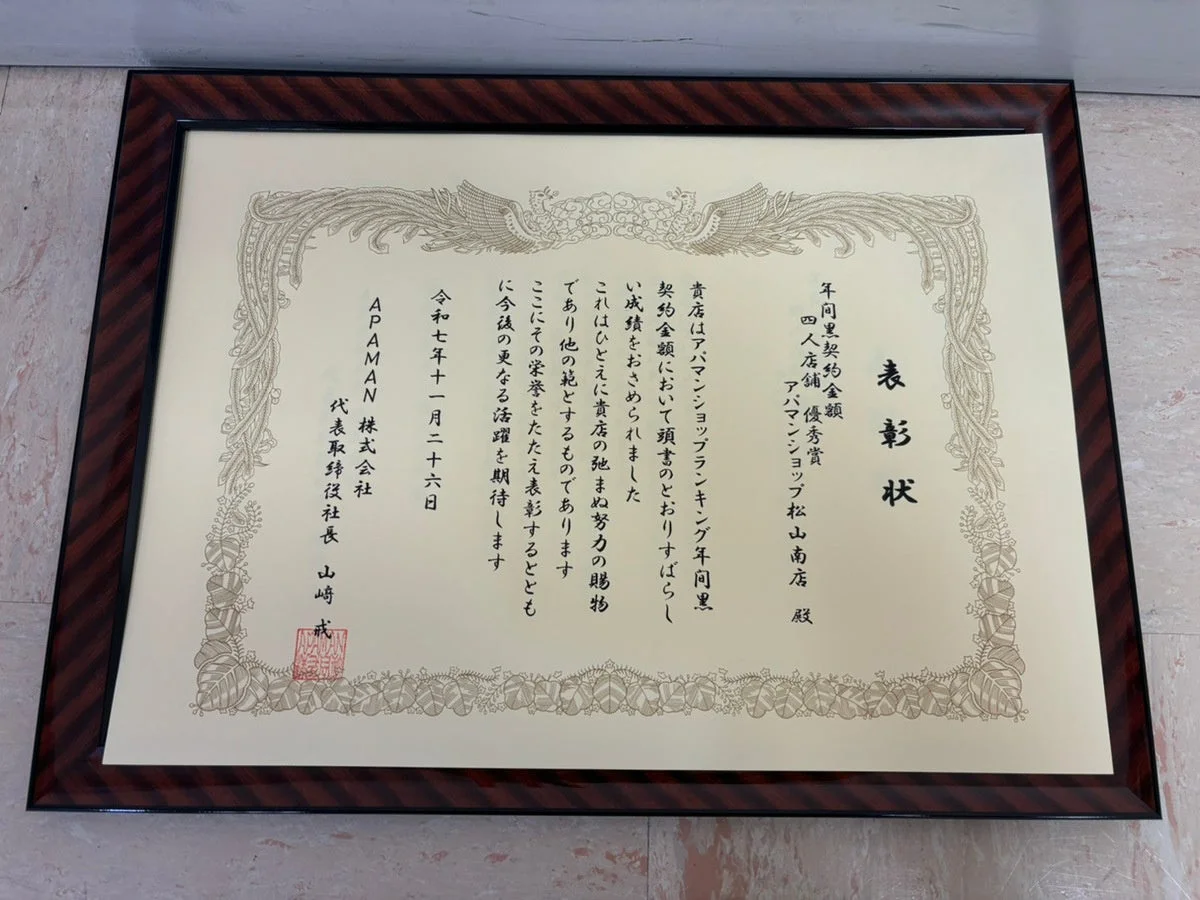 表彰状
年間黒契約金額
四人店舗 優秀賞
アパマンショップ松山南店 殿
貴店はアパマンショップランキング年間黒
契約金額において頭書のとおりすばらし
い成績をおさめられました
これはひとえに貴店の弛まぬ努力の賜物
であり他の範とするものであります
ここにその栄誉をたたえ表彰するととも
に今後の更なる活躍を期待します
令和七年十一月二十六日
APAMAN 株式会社
代表取締役社長 山﨑 戒